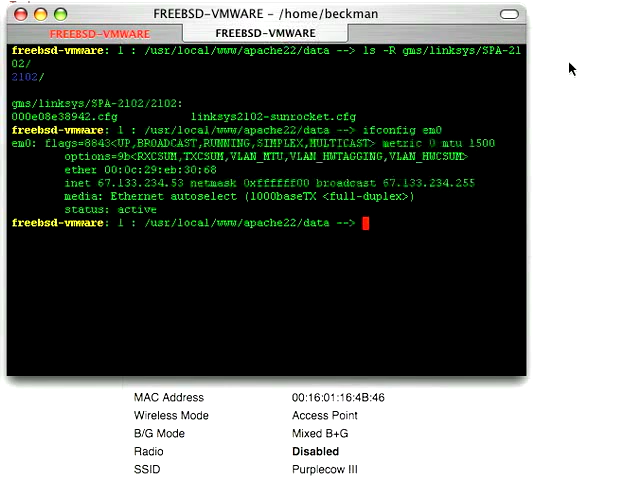 FREEBSD-VMWARE - /home/beckman
FREEBSD-VMWARE FREEBSD-VMWARE
freebsd-vmware: 1 : /usr/local/www/apache22/data --> ls -R gms/linksys/SPA-21
02/
2102/
gms/linksys/SPA-2102/2102:
000e08e38942.cfg linksys2102-sunrocket.cfg
freebsd-vmware: 1 : /usr/local/www/apache22/data --> ifconfig em0
em0: flags=8843<UP,BROADCAST,RUNNING,SIMPLEX,MULTICAST> metric 0 mtu 1500
options=9b<RXCSUM,TXCSUM,VLAN_MTU,VLAN_HWTAGGING,VLAN_HWCSUM>
ether 00:0c:29:eb:30:68
inet 67.133.234.53 netmask 0xffffff00 broadcast 67.133.234.255
media: Ethernet autoselect (1000baseTX <full-duplex>)
status: active
freebsd-vmware: 1 : /usr/local/www/apache22/data -->
MAC Address 00:16:01:16:4B:46
Wireless Mode Access Point
B/G Mode Mixed B+G
Radio Disabled
SSID Purplecow III